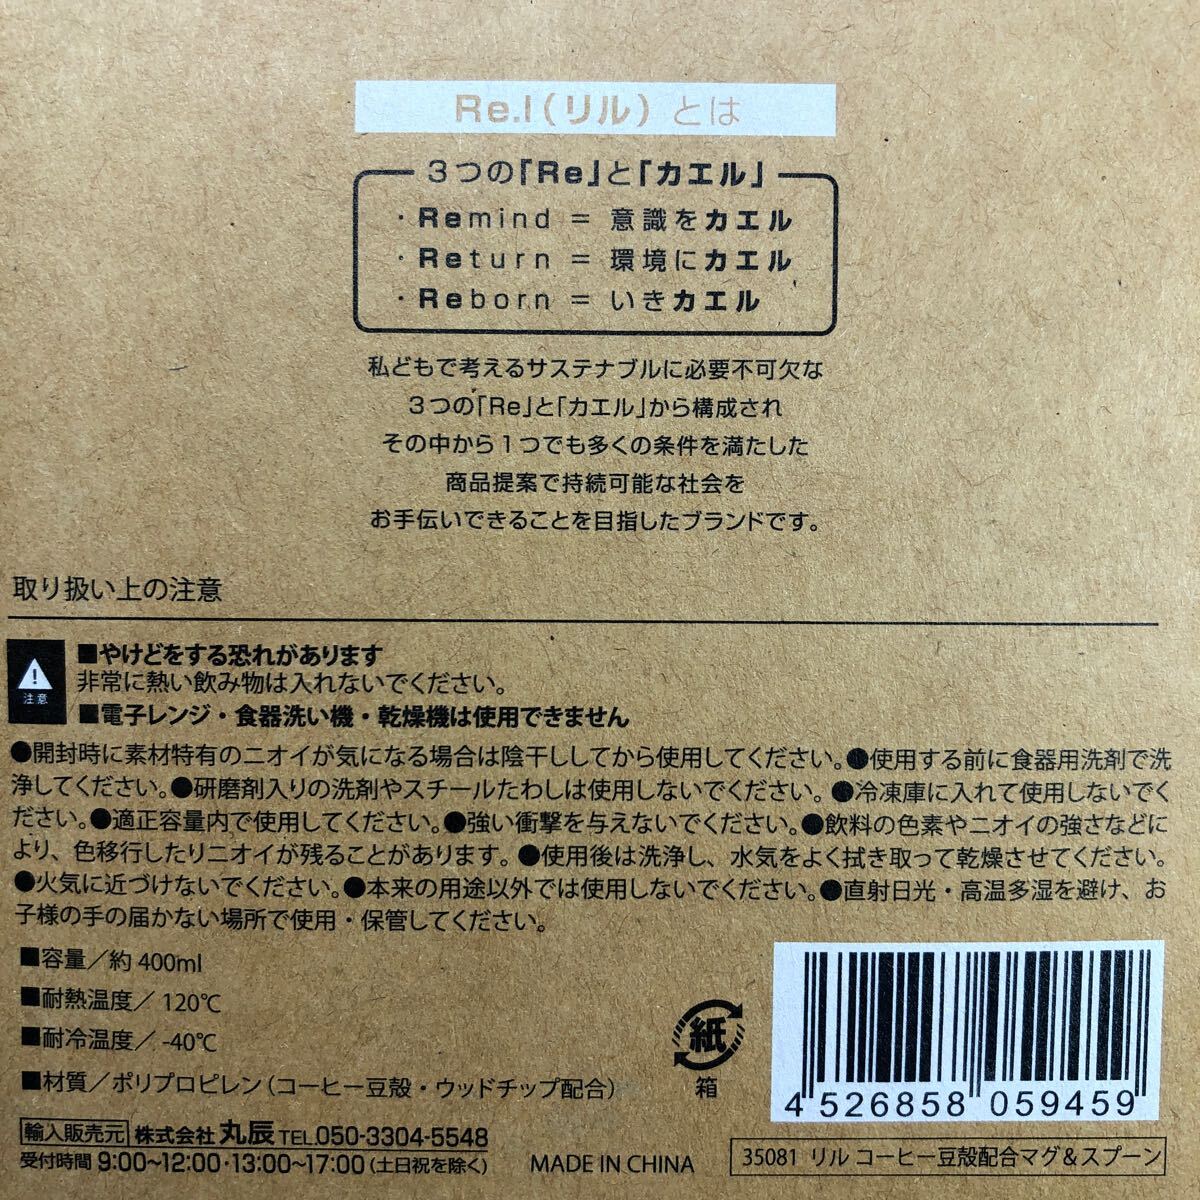 Re.l(リル)とは
3つの「Re」と「カエル」
・Remind = 意識をカエル
・Return = 環境にカエル
・Reborn = いきカエル
私どもで考えるサステナブルに必要不可欠な
3つの「Re」と「カエル」から構成され
その中から1つでも多くの条件を満たした
商品提案で持続可能な社会を
お手伝いできることを目指したブランドです。
取り扱い上の注意
■やけどをする恐れがあります
非常に熱い飲み物は入れないでください。
注意
■電子レンジ・食器洗い機・乾燥機は使用できません
●開封時に素材特有のニオイが気になる場合は陰干ししてから使用してください。●使用する前に食器用洗剤で洗
浄してください。●研磨剤入りの洗剤やスチールたわしは使用しないでください。●冷凍庫に入れて使用しないでく
ださい。●適正容量内で使用してください。●強い衝撃を与えないでください。●飲料の色素やニオイの強さなどに
より、色移行したりニオイが残ることがあります。●使用後は洗浄し、水気をよく拭き取って乾燥させてください。
●火気に近づけないでください。●本来の用途以外では使用しないでください。●直射日光・高温多湿を避け、お
子様の手の届かない場所で使用・保管してください。
■容量/約400ml
■耐熱温度/120℃
■耐冷温度/-40℃
■材質/ポリプロピレン(コーヒー豆殻・ウッドチップ配合)
紙
箱
4 526858 059459
輸入販売元 株式会社 丸辰 TEL.050-3304-5548
受付時間 9:00~12:00・13:00~17:00(土日祝を除く)
MADE IN CHINA
35081 リル コーヒー豆殻配合マグ&スプーン